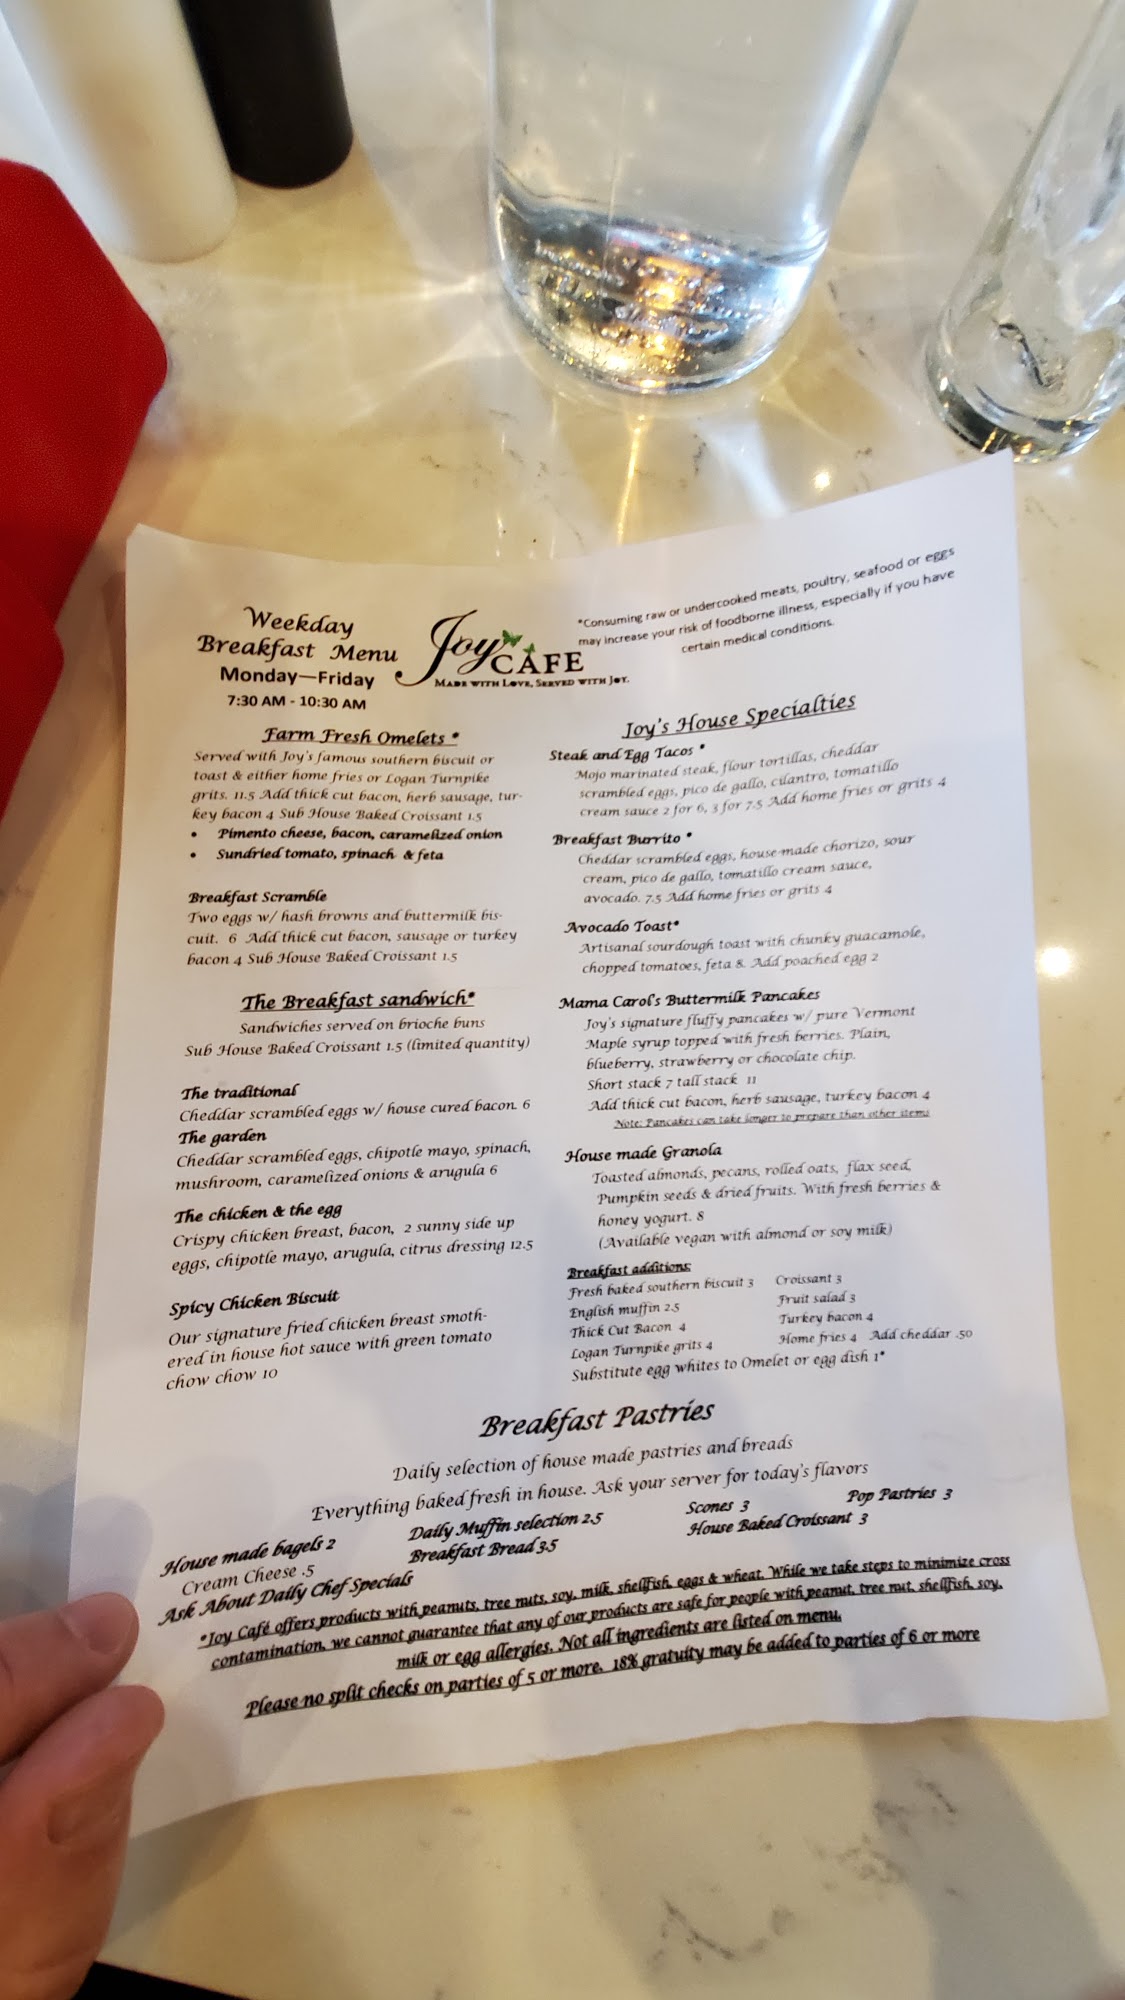 Weekday
Breakfast Menu
Monday—Friday
7:30 AM - 10:30 AM
Joy CAFE
MADE WITH LOVE, SERVED WITH JOY.
*Consuming raw or undercooked meats, poultry, seafood or eggs
may increase your risk of foodborne illness, especially if you have
certain medical conditions.
Farm Fresh Omelets *
Served with Joy's famous southern biscuit or
toast & either home fries or Logan Turnpike
grits. 11.5 Add thick cut bacon, herb sausage, tur-
key bacon 4 Sub House Baked Croissant 1.5
• Pimento cheese, bacon, caramelized onion
• Sundried tomato, spinach & feta
Breakfast Scramble
Two eggs w/ hash browns and buttermilk bis-
cuit. 6 Add thick cut bacon, sausage or turkey
bacon 4 Sub House Baked Croissant 1.5
The Breakfast sandwich*
Sandwiches served on brioche buns
Sub House Baked Croissant 1.5 (limited quantity)
The traditional
Cheddar scrambled eggs w/ house cured bacon. 6
The garden
Cheddar scrambled eggs, chipotle mayo, spinach,
mushroom, caramelized onions & arugula 6
The chicken & the egg
Crispy chicken breast, bacon, 2 sunny side up
eggs, chipotle mayo, arugula, citrus dressing 12.5
Spicy Chicken Biscuit
Our signature fried chicken breast smoth-
ered in house hot sauce with green tomato
chow chow 10
Joy's House Specialties
Steak and Egg Tacos *
Mojo marinated steak, flour tortillas, cheddar
scrambled eggs, pico de gallo, cilantro, tomatillo
cream sauce 2 for 6, 3 for 7.5 Add home fries or grits 4
Breakfast Burrito *
Cheddar scrambled eggs, house-made chorizo, sour
cream, pico de gallo, tomatillo cream sauce,
avocado. 7.5 Add home fries or grits 4
Avocado Toast*
Artisanal sourdough toast with chunky guacamole,
chopped tomatoes, feta 8. Add poached egg 2
Mama Carol's Buttermilk Pancakes
Joy's signature fluffy pancakes w/ pure Vermont
Maple syrup topped with fresh berries. Plain,
blueberry, strawberry or chocolate chip.
Short stack 7 tall stack 11
Add thick cut bacon, herb sausage, turkey bacon 4
Note: Pancakes can take longer to prepare than other items
House made Granola
Toasted almonds, pecans, rolled oats, flax seed,
Pumpkin seeds & dried fruits. With fresh berries &
honey yogurt. 8
(Available vegan with almond or soy milk)
Breakfast additions:
Fresh baked southern biscuit 3 Croissant 3
English muffin 2.5 Fruit salad 3
Thick Cut Bacon 4 Turkey bacon 4
Logan Turnpike grits 4 Home fries 4 Add cheddar .50
Substitute egg whites to Omelet or egg dish 1*
Breakfast Pastries
Daily selection of house made pastries and breads
Everything baked fresh in house. Ask your server for today's flavors
House made bagels 2 Daily Muffin selection 2.5 Scones 3 Pop Pastries 3
Cream Cheese .5 Breakfast Bread 3.5 House Baked Croissant 3
Ask About Daily Chef Specials
*Joy Café offers products with peanuts, tree nuts, soy, milk, shellfish, eggs & wheat. While we take steps to minimize cross
contamination, we cannot guarantee that any of our products are safe for people with peanut, tree nut, shellfish, soy,
milk or egg allergies. Not all ingredients are listed on menu.
Please no split checks on parties of 5 or more. 18% gratuity may be added to parties of 6 or more